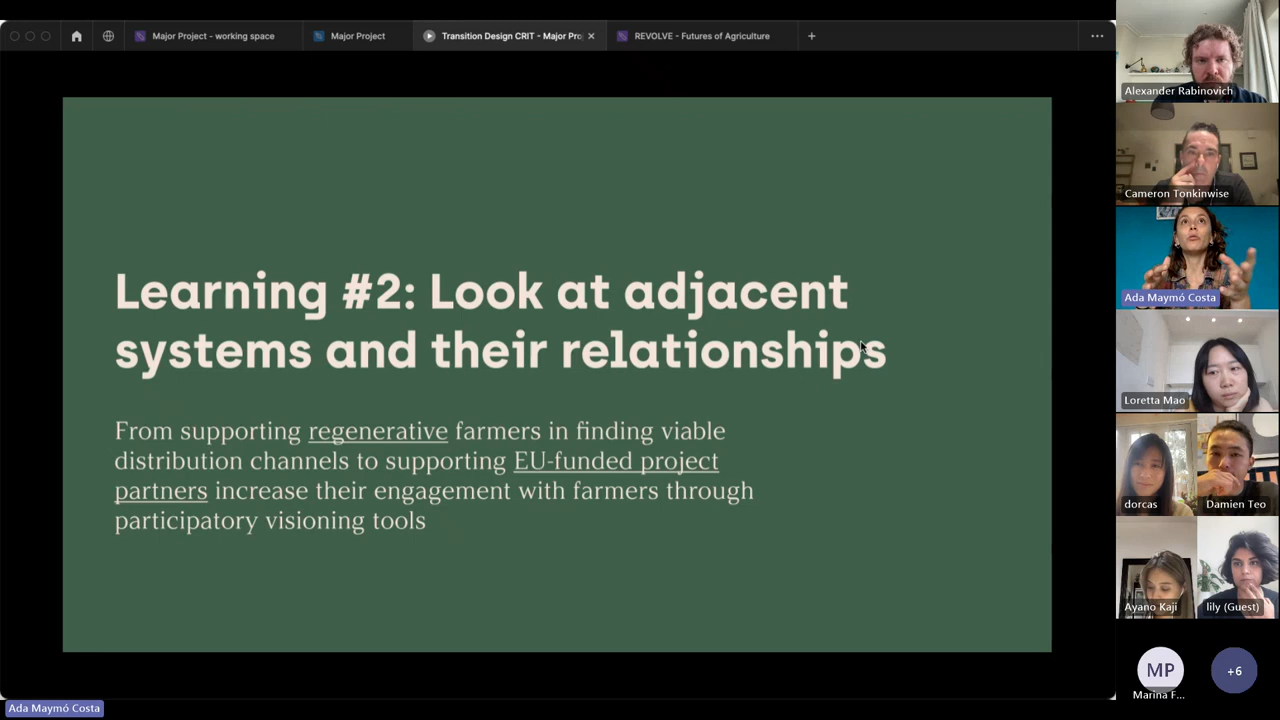 Major Project - working space
Major Project
Transition Design CRIT - Major Pro
REVOLVE - Futures of Agriculture
Learning #2: Look at adjacent
systems and their relationships
From supporting regenerative farmers in finding viable
distribution channels to supporting EU-funded project
partners increase their engagement with farmers through
participatory visioning tools
Alexander Rabinovich
Cameron Tonkinwise
Ada Maymó Costa
Loretta Mao
dorcas
Damien Teo
Ayano Kaji
lily (Guest)
MP
+6
Marina F...
Ada Maymó Costa